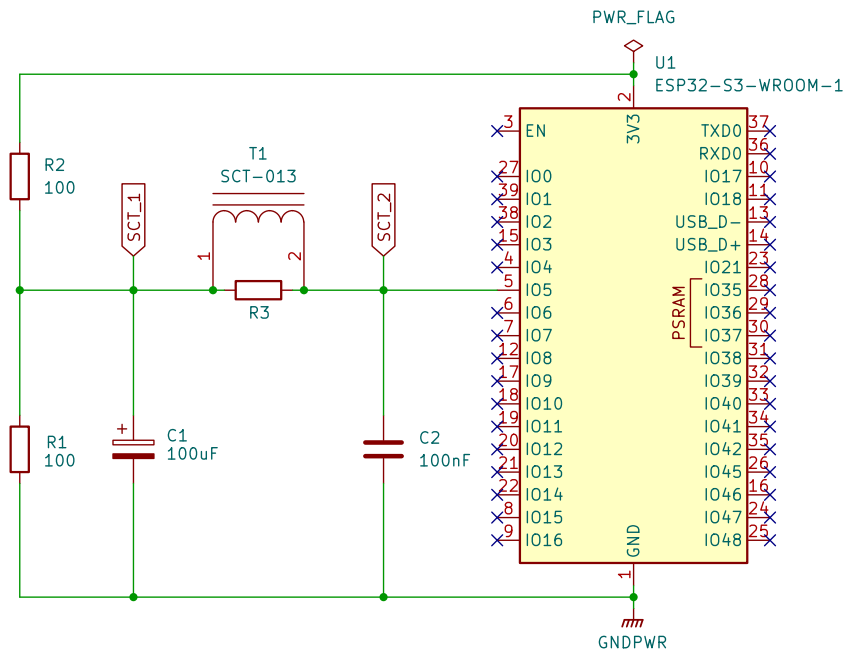 PWR_FLAG
U1
ESP32-S3-WROOM-1
2
3V3
3 EN TXD0 37
RXD0 36
27 IO0 IO17 10
39 IO1 IO18 11
38 IO2 USB_D- 13
15 IO3 USB_D+ 14
4 IO4 IO21 23
5 IO5 IO35 28
6 IO6 IO36 29
7 IO7 IO37 30
12 IO8 IO38 31
17 IO9 IO39 32
18 IO10 IO40 33
19 IO11 IO41 34
20 IO12 IO42 35
21 IO13 IO45 26
22 IO14 IO46 16
8 IO15 IO47 24
9 IO16 IO48 25
PSRAM
GND
1
GNDPWR
R2
100
SCT_1
T1
SCT-013
1
2
R3
SCT_2
R1
100
+
C1
100uF
C2
100nF